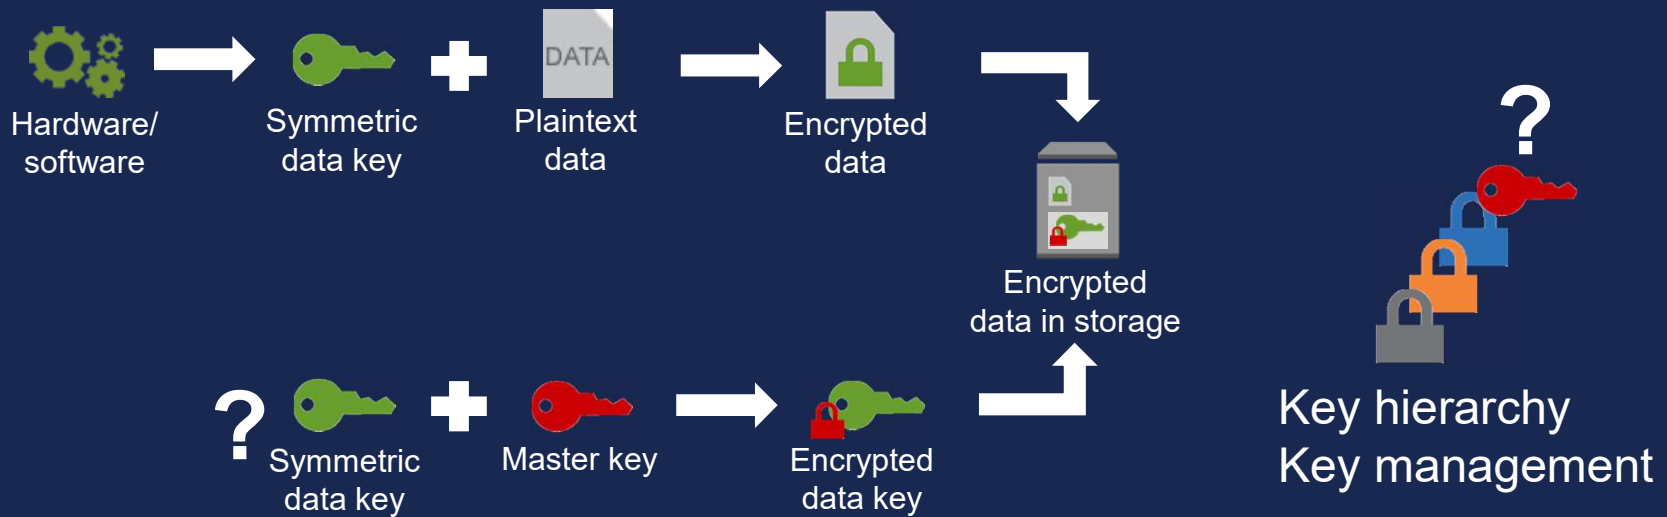 Hardware/
software
Symmetric
data key
DATA
Plaintext
data
Encrypted
data
Encrypted
data in storage
?
Symmetric
data key
Master key
Encrypted
data key
?
Key hierarchy
Key management